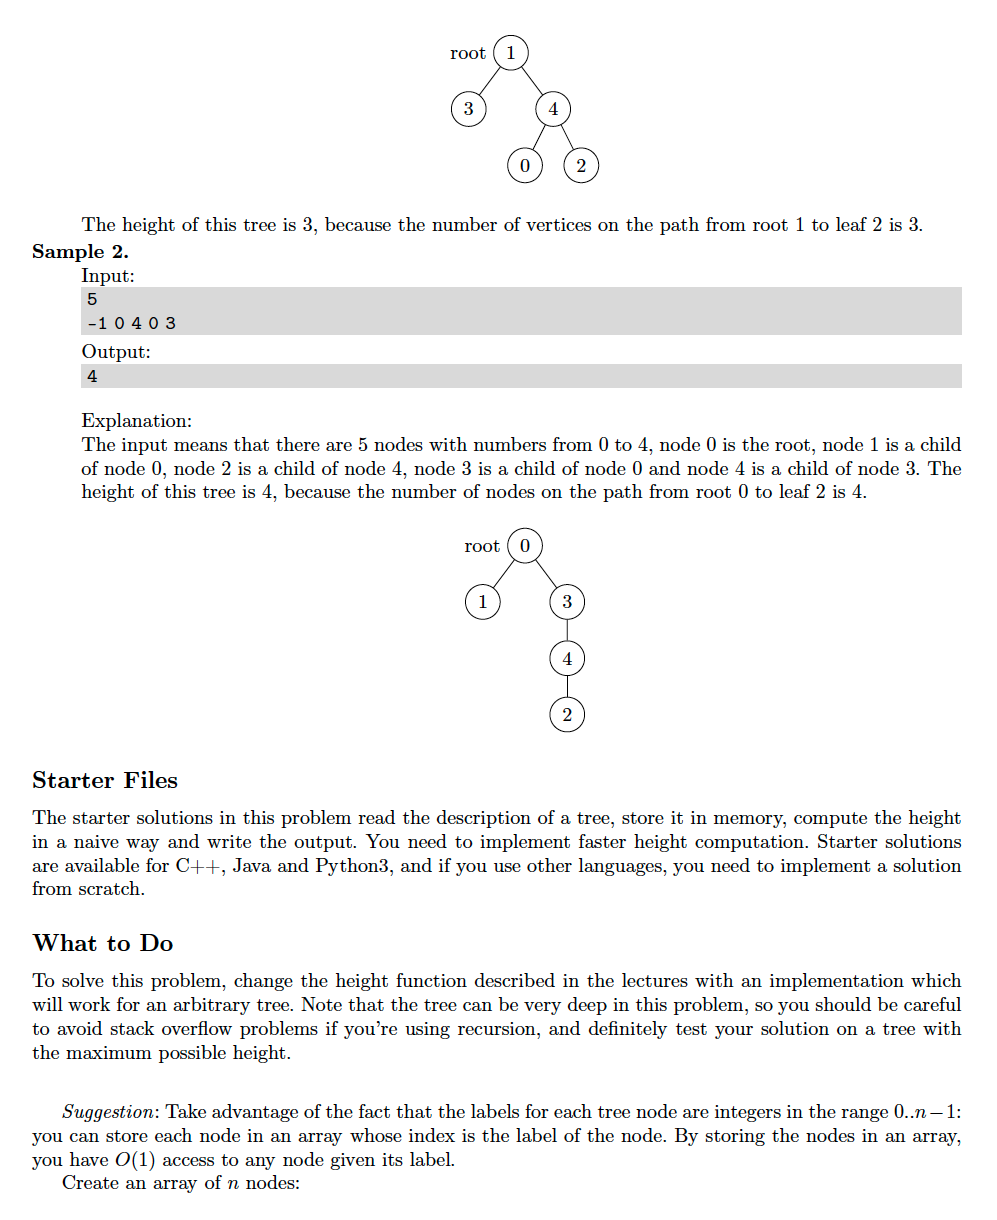 root 1
3 4
0 2
The height of this tree is 3, because the number of vertices on the path from root 1 to leaf 2 is 3.
Sample 2.
Input:
5
-1 0 4 0 3
Output:
4
Explanation:
The input means that there are 5 nodes with numbers from 0 to 4, node 0 is the root, node 1 is a child
of node 0, node 2 is a child of node 4, node 3 is a child of node 0 and node 4 is a child of node 3. The
height of this tree is 4, because the number of nodes on the path from root 0 to leaf 2 is 4.
root 0
1 3
4
2
Starter Files
The starter solutions in this problem read the description of a tree, store it in memory, compute the height
in a naive way and write the output. You need to implement faster height computation. Starter solutions
are available for C++, Java and Python3, and if you use other languages, you need to implement a solution
from scratch.
What to Do
To solve this problem, change the height function described in the lectures with an implementation which
will work for an arbitrary tree. Note that the tree can be very deep in this problem, so you should be careful
to avoid stack overflow problems if you're using recursion, and definitely test your solution on a tree with
the maximum possible height.
Suggestion: Take advantage of the fact that the labels for each tree node are integers in the range 0..n−1:
you can store each node in an array whose index is the label of the node. By storing the nodes in an array,
you have O(1) access to any node given its label.
Create an array of n nodes: